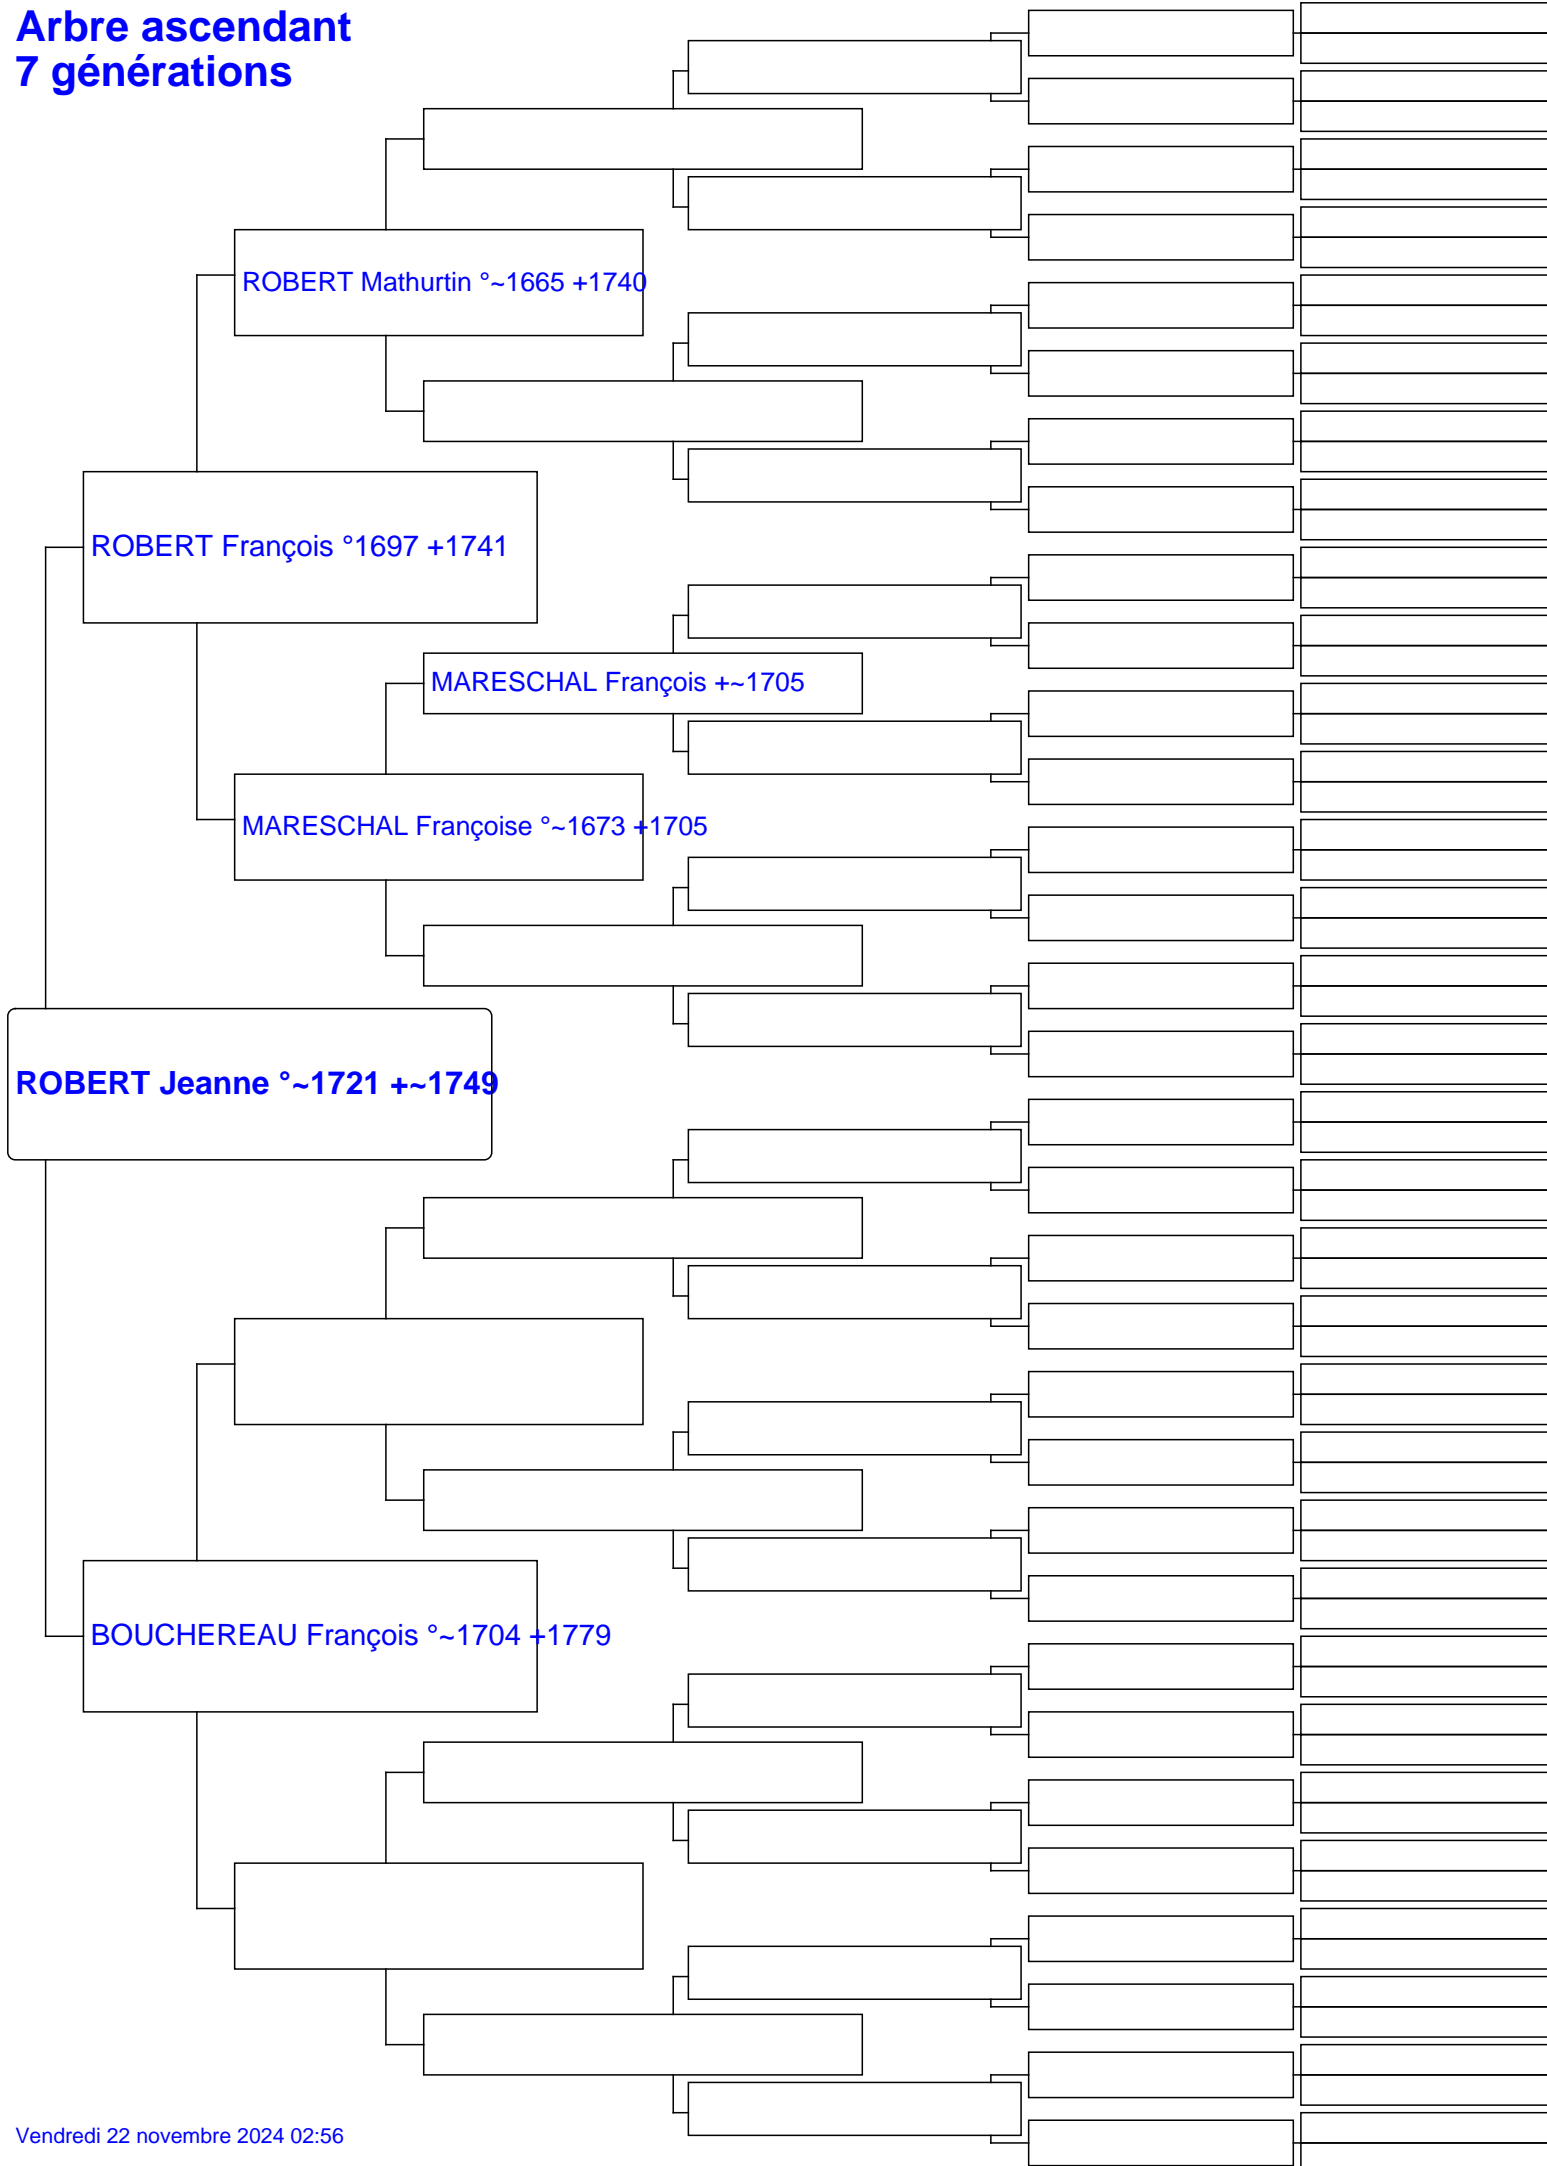 Arbre ascendant
7 générations
ROBERT Mathurtin °~1665 +1740
ROBERT François °1697 +1741
MARESCHAL François +~1705
MARESCHAL Françoise °~1673 +1705
ROBERT Jeanne °~1721 +~1749
BOUCHEREAU François °~1704 +1779
Vendredi 22 novembre 2024 02:56